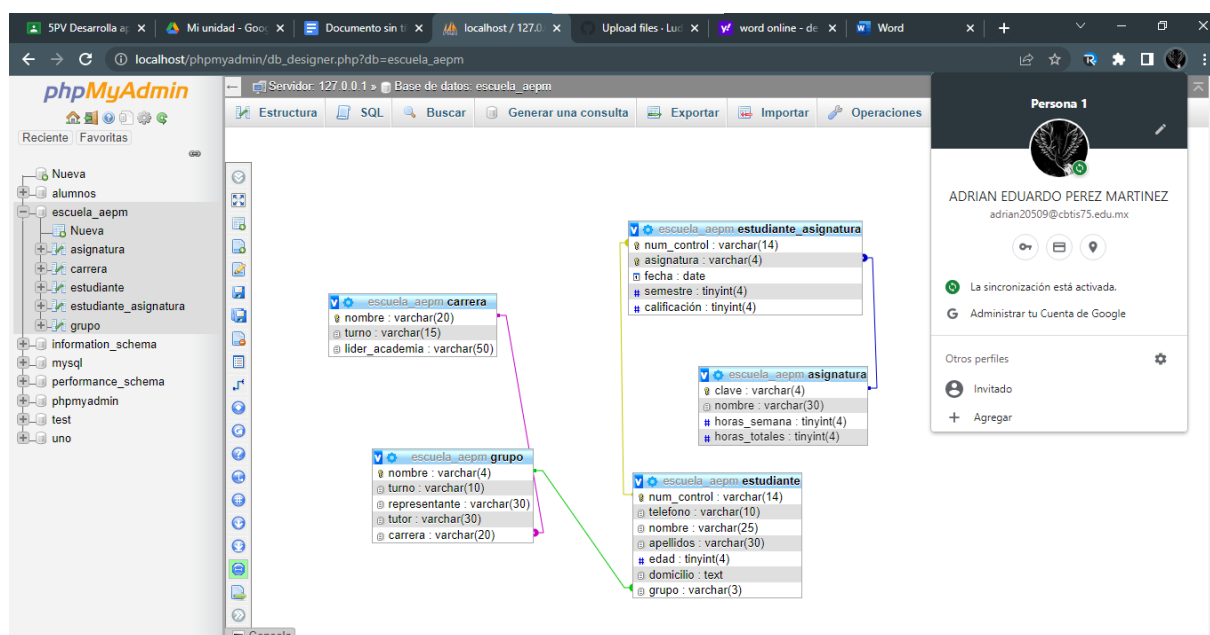 5PV Desarrolla ap
Mi unidad - Goog
Documento sin tí
localhost / 127.0.
Upload files · Lud
word online - de
Word
localhost/phpmyadmin/db_designer.php?db=escuela_aepm
phpMyAdmin
Reciente Favoritas
Nueva
alumnos
escuela_aepm
Nueva
asignatura
carrera
estudiante
estudiante_asignatura
grupo
information_schema
mysql
performance_schema
phpmyadmin
test
uno
Servidor: 127.0.0.1 » Base de datos: escuela_aepm
Estructura SQL Buscar Generar una consulta Exportar Importar Operaciones
escuela_aepm estudiante_asignatura
num_control : varchar(14)
asignatura : varchar(4)
fecha : date
# semestre : tinyint(4)
# calificación : tinyint(4)
escuela_aepm carrera
nombre : varchar(20)
turno : varchar(15)
lider_academia : varchar(50)
escuela_aepm asignatura
clave : varchar(4)
nombre : varchar(30)
# horas_semana : tinyint(4)
# horas_totales : tinyint(4)
escuela_aepm grupo
nombre : varchar(4)
turno : varchar(10)
representante : varchar(30)
tutor : varchar(30)
carrera : varchar(20)
escuela_aepm estudiante
num_control : varchar(14)
telefono : varchar(10)
nombre : varchar(25)
apellidos : varchar(30)
# edad : tinyint(4)
domicilio : text
grupo : varchar(3)
Consola
Persona 1
ADRIAN EDUARDO PEREZ MARTINEZ
adrian20509@cbtis75.edu.mx
La sincronización está activada.
Administrar tu Cuenta de Google
Otros perfiles
Invitado
Agregar